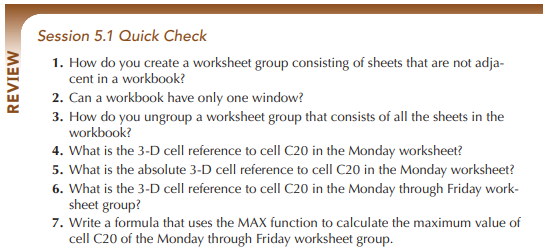 Session 5.1 Quick Check
REVIEW
1. How do you create a worksheet group consisting of sheets that are not adja-
cent in a workbook?
2. Can a workbook have only one window?
3. How do you ungroup a worksheet group that consists of all the sheets in the
workbook?
4. What is the 3-D cell reference to cell C20 in the Monday worksheet?
5. What is the absolute 3-D cell reference to cell C20 in the Monday worksheet?
6. What is the 3-D cell reference to cell C20 in the Monday through Friday work-
sheet group?
7. Write a formula that uses the MAX function to calculate the maximum value of
cell C20 of the Monday through Friday worksheet group.